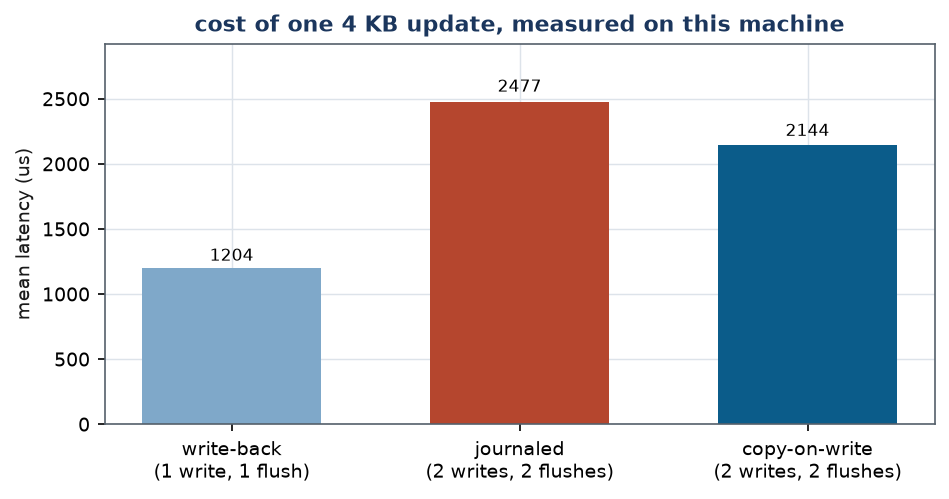 cost of one 4 KB update, measured on this machine
mean latency (us)
2500
2000
1500
1000
500
0
1204
2477
2144
write-back
(1 write, 1 flush)
journaled
(2 writes, 2 flushes)
copy-on-write
(2 writes, 2 flushes)